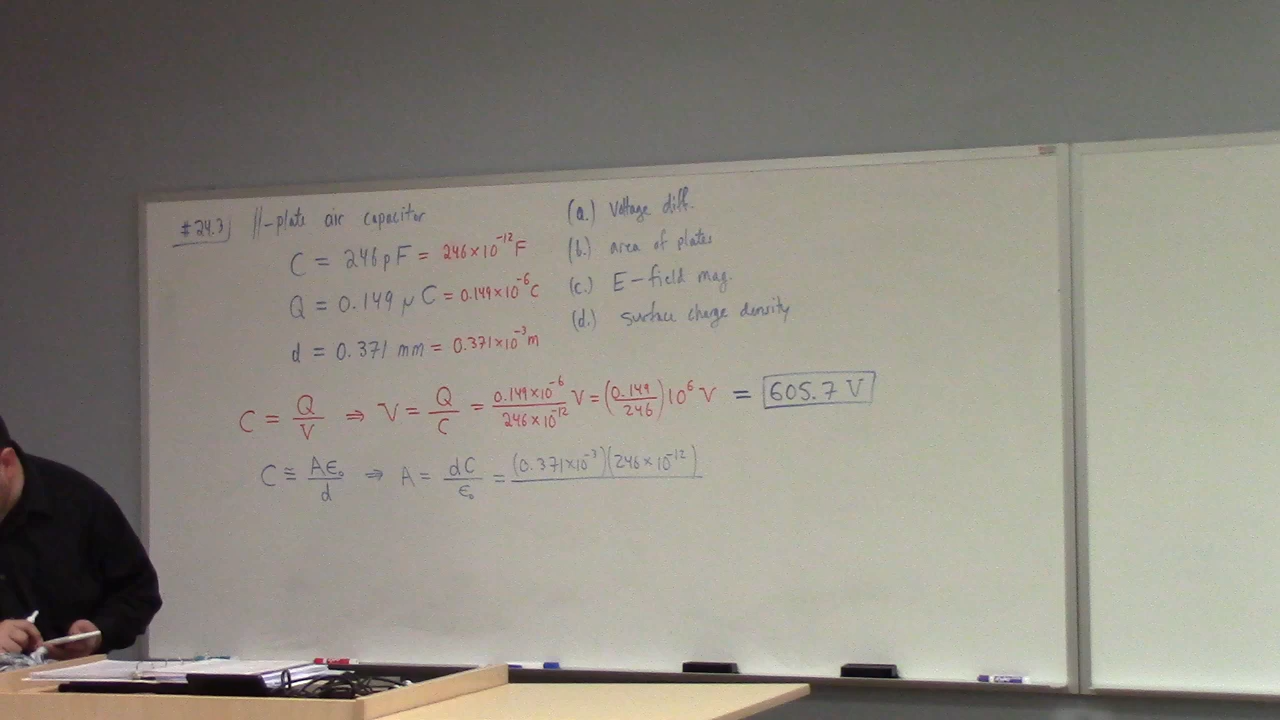 #24.3 //-plate air capacitor
C = 246 pF = 246×10⁻¹² F
Q = 0.149 μC = 0.149×10⁻⁶ C
d = 0.371 mm = 0.371×10⁻³ m
(a.) Voltage diff.
(b.) area of plates
(c.) E-field mag.
(d.) surface charge density
C = Q/V ⇒ V = Q/C = 0.149×10⁻⁶/246×10⁻¹² V = (0.149/246)10⁶ V = 605.7 V
C ≅ Aε₀/d ⇒ A = dC/ε₀ = (0.371×10⁻³)(246×10⁻¹²)